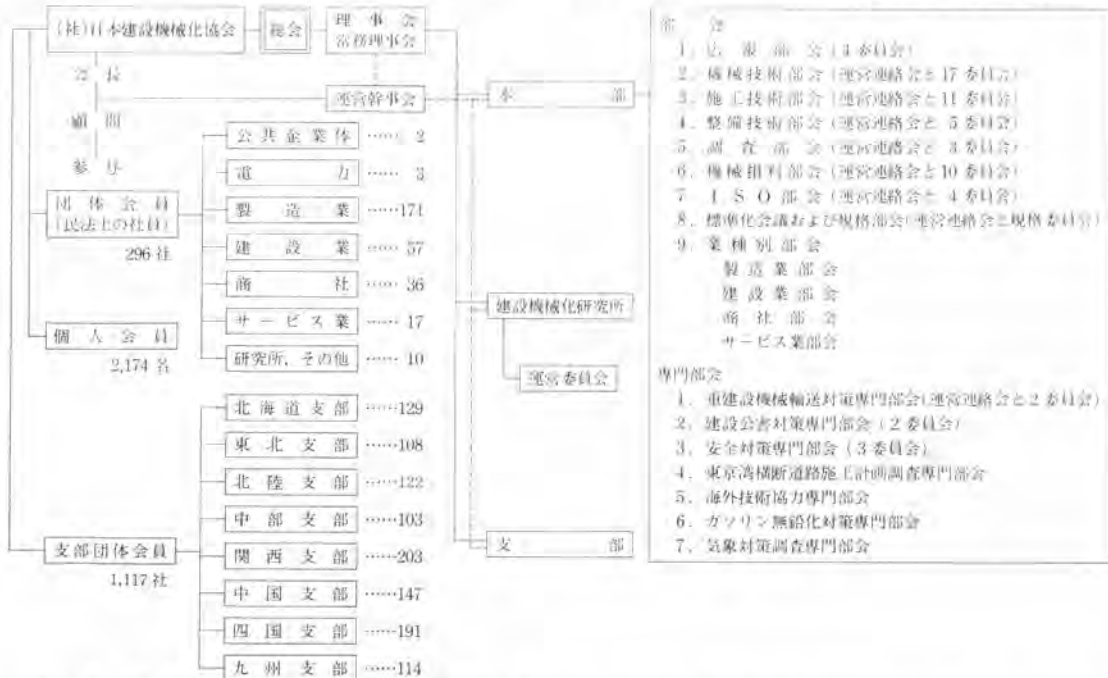 (社)日本建設機械化協会
総会
理事会
常務理事会
会長
顧問
参与
運営幹事会
団体会員
(民法上の社員)
296社
公共企業体……2
電力……3
製造業……171
建設業……57
商社……36
サービス業……17
研究所，その他……10
個人会員
2,174名
支部団体会員
1,117社
北海道支部……129
東北支部……108
北陸支部……122
中部支部……103
関西支部……203
中国支部……147
四国支部……191
九州支部……114
本部
建設機械化研究所
運営委員会
支部
部会
1．広報部会(4委員会)
2．機械技術部会(運営連絡会と17委員会)
3．施工技術部会(運営連絡会と11委員会)
4．整備技術部会(運営連絡会と5委員会)
5．調査部会(運営連絡会と3委員会)
6．機械損料部会(運営連絡会と10委員会)
7．ISO部会(運営連絡会と4委員会)
8．標準化会議および規格部会(運営連絡会と規格委員会)
9．業種別部会
製造業部会
建設業部会
商社部会
サービス業部会
専門部会
1．重建設機械輸送対策専門部会(運営連絡会と2委員会)
2．建設公害対策専門部会(2委員会)
3．安全対策専門部会(3委員会)
4．東京湾横断道路施工計画調査専門部会
5．海外技術協力専門部会
6．ガソリン無鉛化対策専門部会
7．気象対策調査専門部会